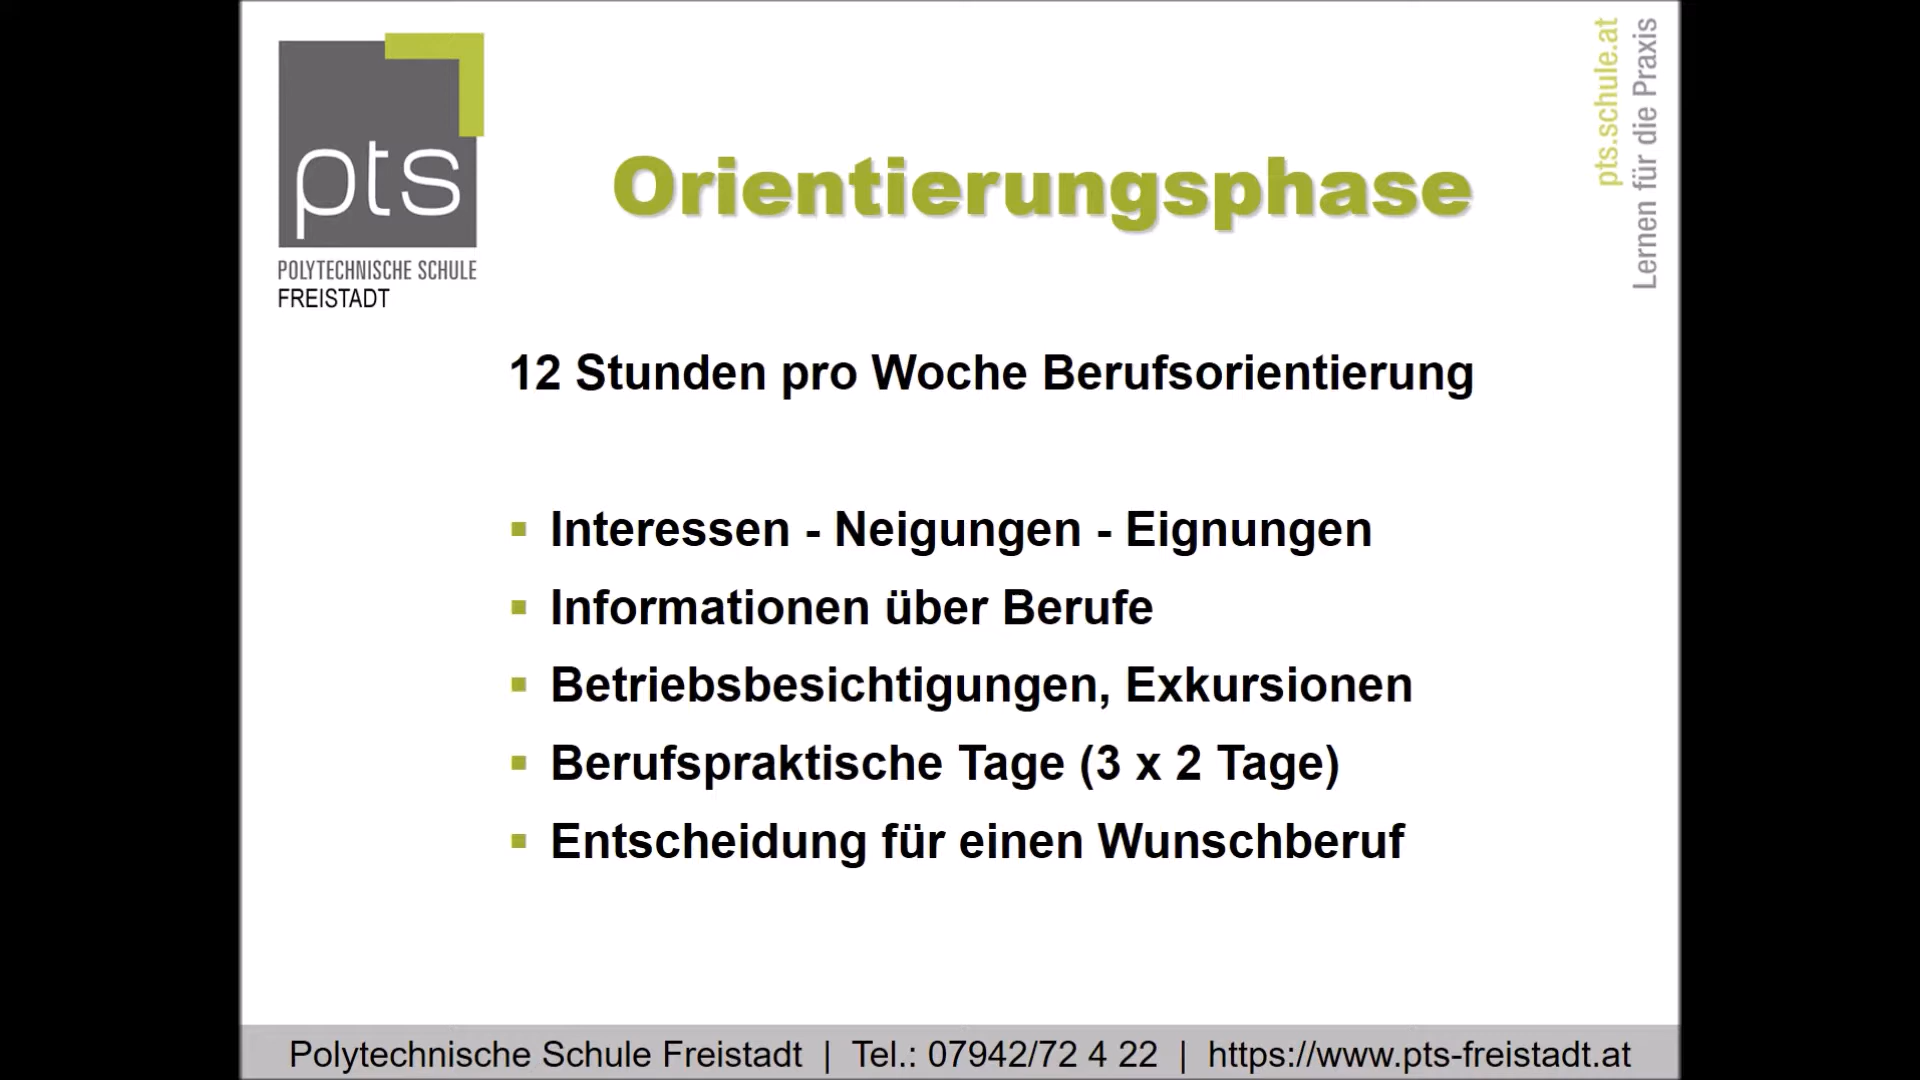 pts
POLYTECHNISCHE SCHULE
FREISTADT
pts.schule.at
Lernen für die Praxis
Orientierungsphase
12 Stunden pro Woche Berufsorientierung
Interessen - Neigungen - Eignungen
Informationen über Berufe
Betriebsbesichtigungen, Exkursionen
Berufspraktische Tage (3 x 2 Tage)
Entscheidung für einen Wunschberuf
Polytechnische Schule Freistadt | Tel.: 07942/72 4 22 | https://www.pts-freistadt.at